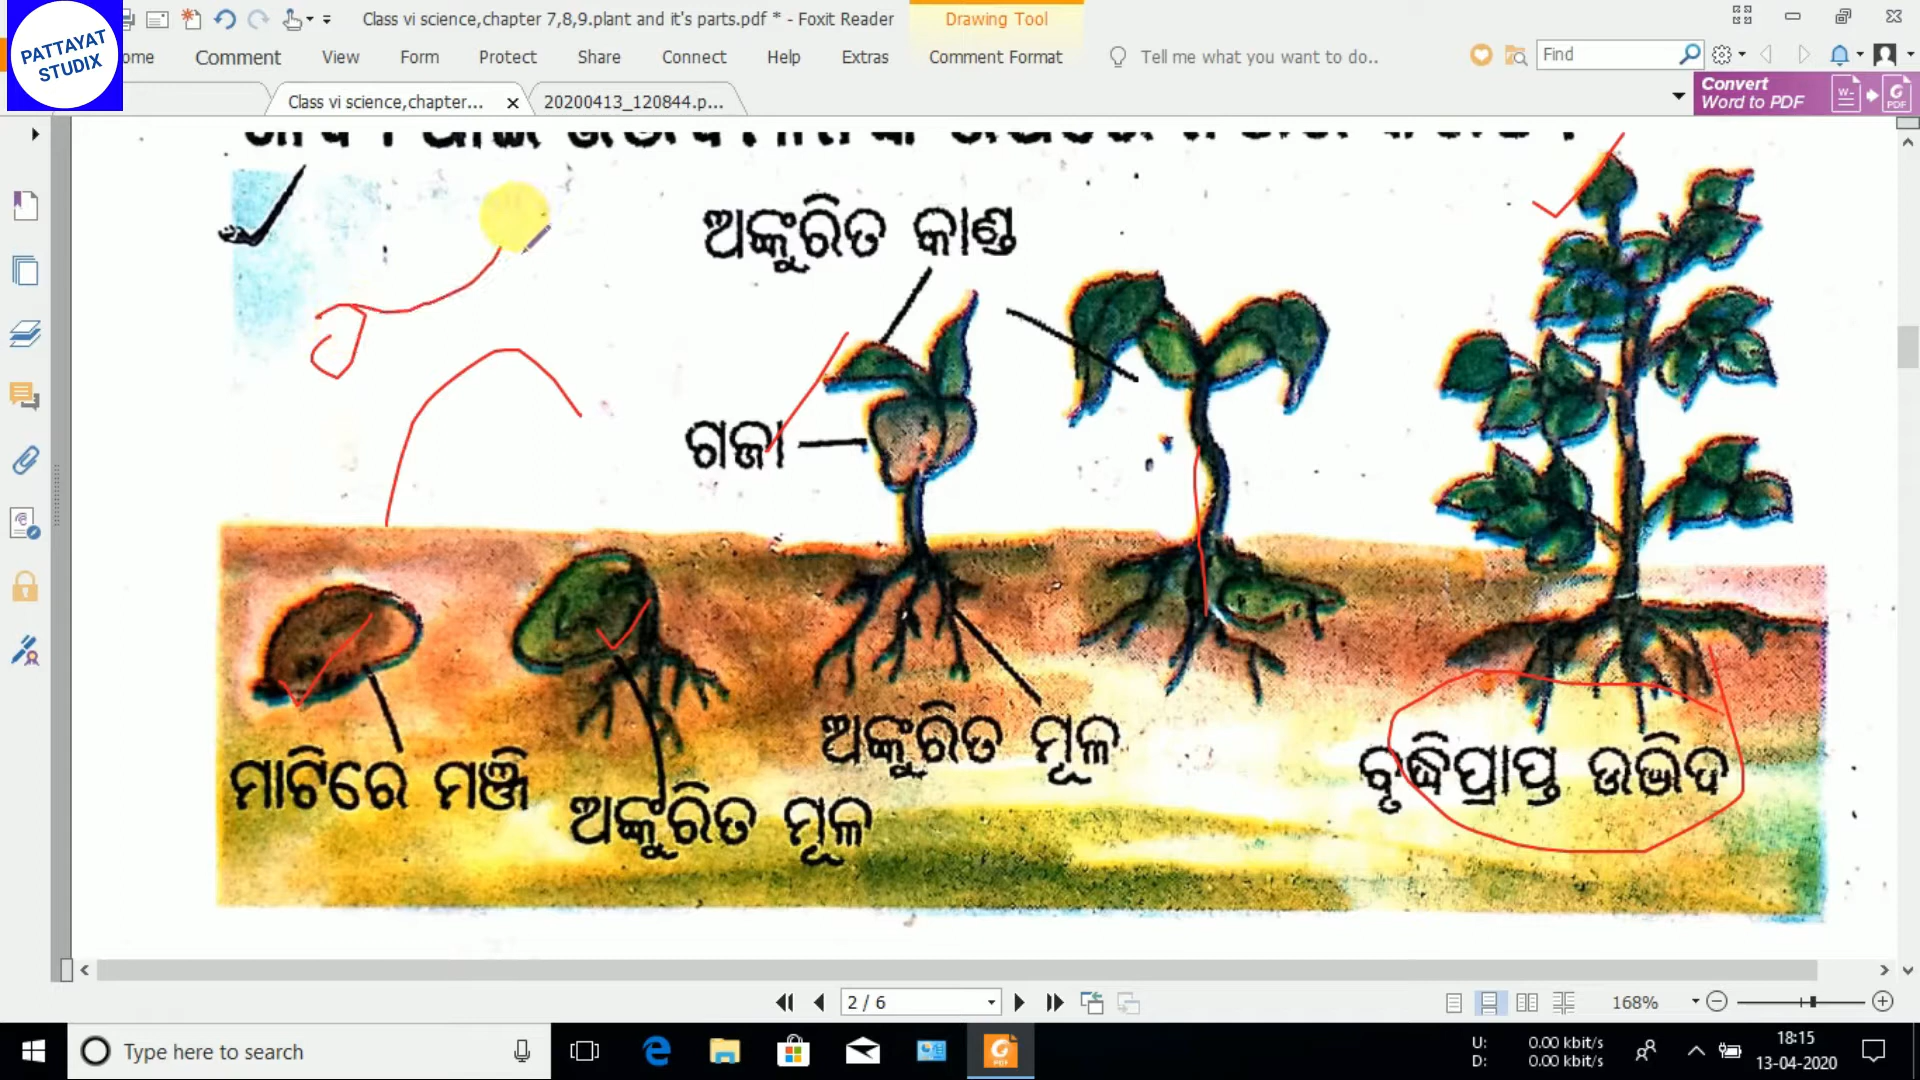 PATTAYAT
STUDIX
Class vi science,chapter 7,8,9.plant and it's parts.pdf * - Foxit Reader
Drawing Tool
ome
Comment
View
Form
Protect
Share
Connect
Help
Extras
Comment Format
Tell me what you want to do..
Find
Class vi science,chapter...
20200413_120844.p...
Convert
Word to PDF
ଅଙ୍କୁରିତ କାଣ୍ଡ
ଗଜା
ମାଟିରେ ମଞ୍ଜି
ଅଙ୍କୁରିତ ମୂଳ
ଅଙ୍କୁରିତ ମୂଳ
ବୃଦ୍ଧିପ୍ରାପ୍ତ ଉଦ୍ଭିଦ
2 / 6
168%
Type here to search
U: 0.00 kbit/s
D: 0.00 kbit/s
18:15
13-04-2020